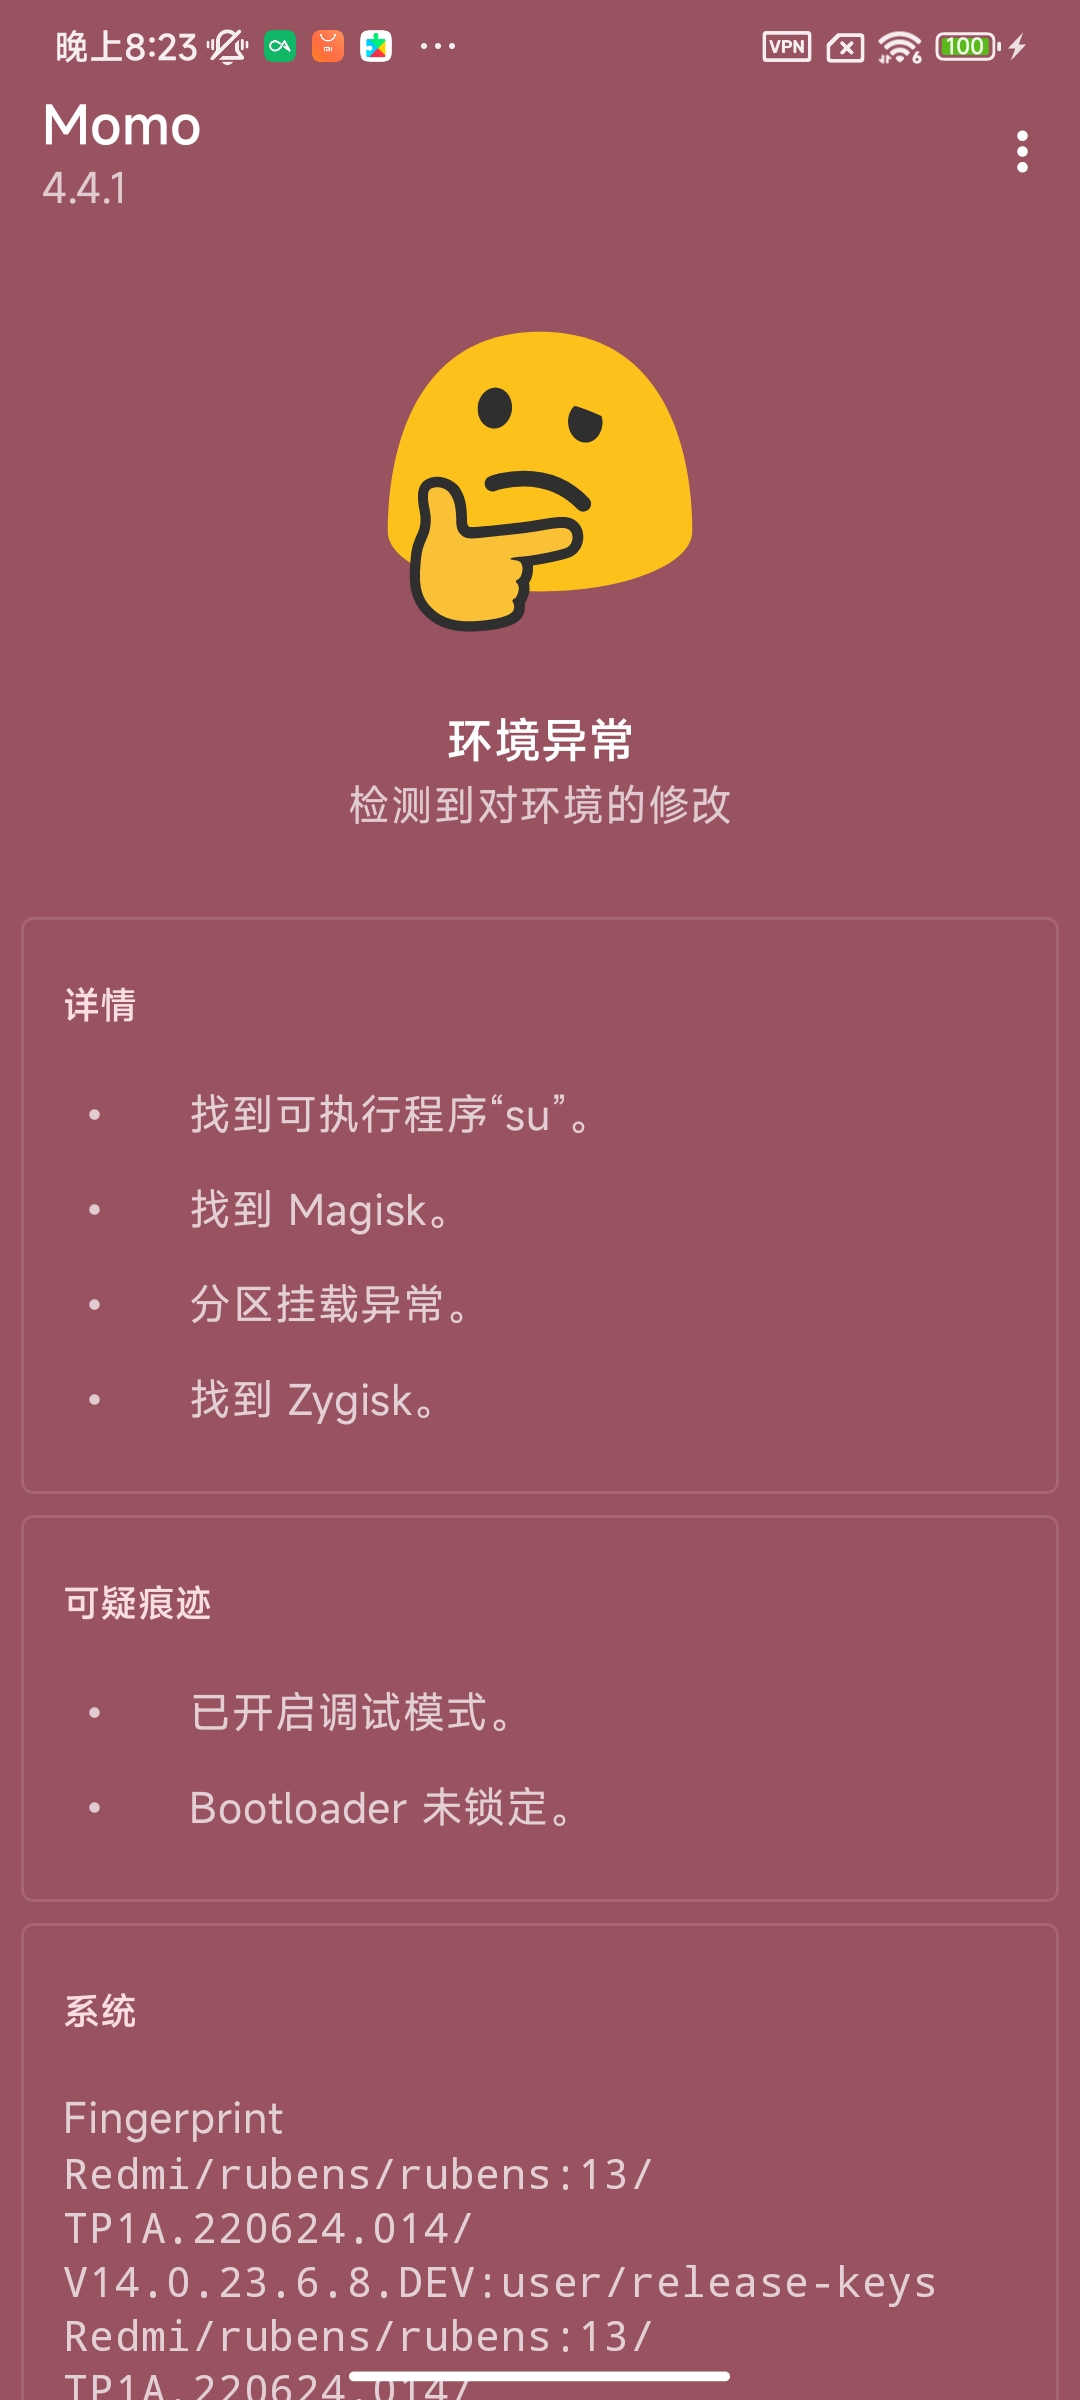 晚上8:23
VPN
6
100
Momo
4.4.1
环境异常
检测到对环境的修改
详情
• 找到可执行程序“su”。
• 找到 Magisk。
• 分区挂载异常。
• 找到 Zygisk。
可疑痕迹
• 已开启调试模式。
• Bootloader 未锁定。
系统
Fingerprint
Redmi/rubens/rubens:13/
TP1A.220624.014/
V14.0.23.6.8.DEV:user/release-keys
Redmi/rubens/rubens:13/
TP1A.220624.014/